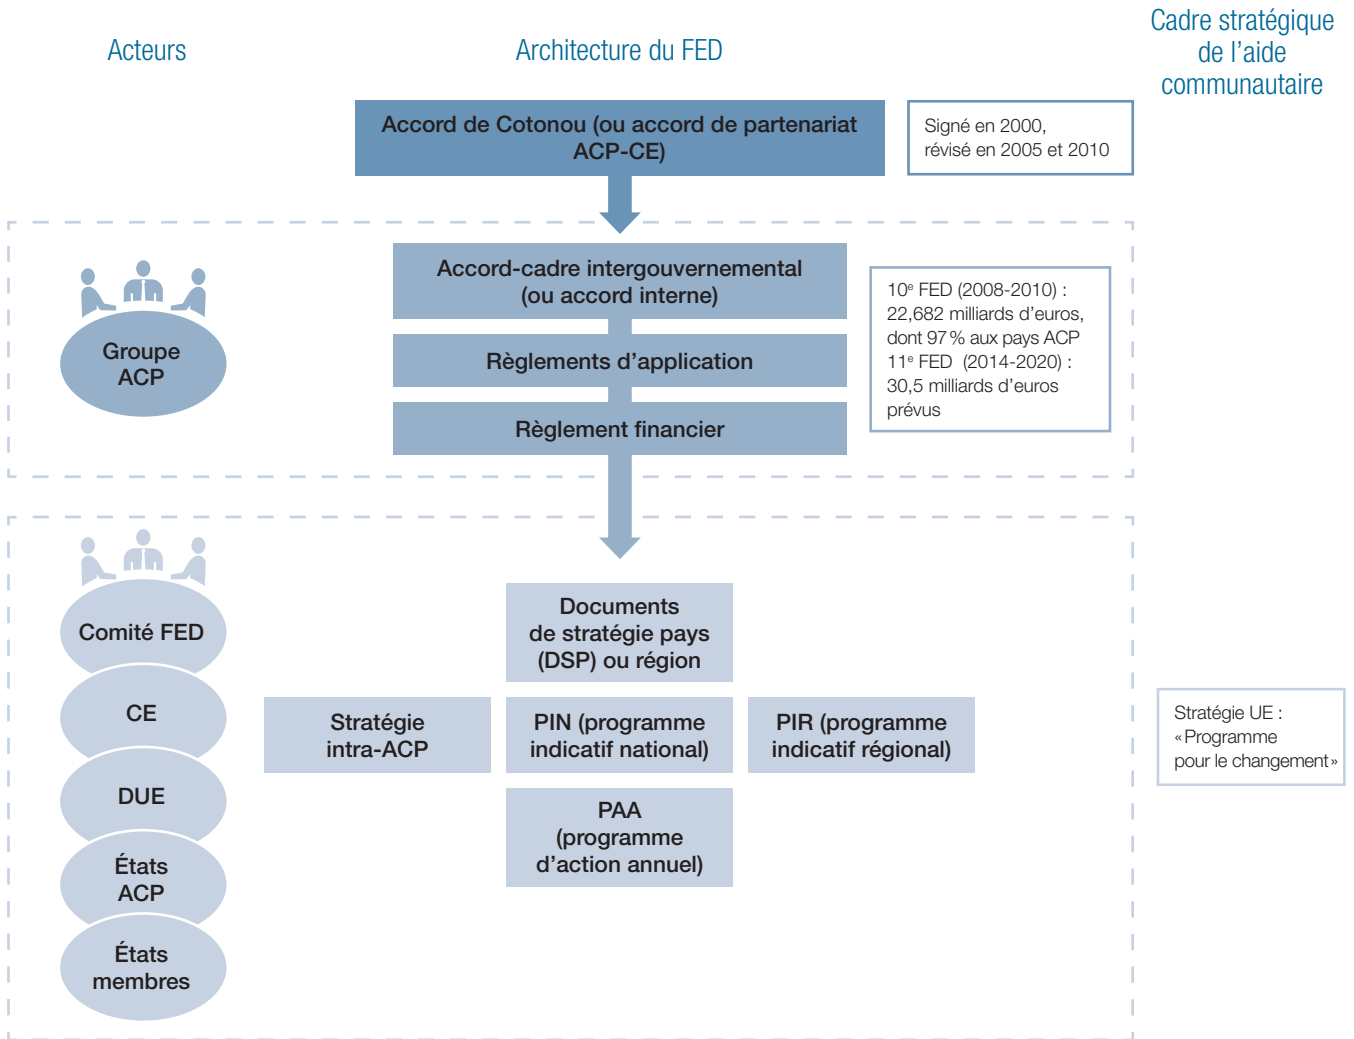 Acteurs
Architecture du FED
Cadre stratégique
de l’aide
communautaire
Accord de Cotonou (ou accord de partenariat
ACP-CE)
Signé en 2000,
révisé en 2005 et 2010
Groupe
ACP
Accord-cadre intergouvernemental
(ou accord interne)
Règlements d’application
Règlement financier
10e FED (2008-2010) :
22,682 milliards d’euros,
dont 97 % aux pays ACP
11e FED (2014-2020) :
30,5 milliards d’euros
prévus
Comité FED
CE
DUE
États
ACP
États
membres
Documents
de stratégie pays
(DSP) ou région
Stratégie
intra-ACP
PIN (programme
indicatif national)
PIR (programme
indicatif régional)
PAA
(programme
d’action annuel)
Stratégie UE :
« Programme
pour le changement »